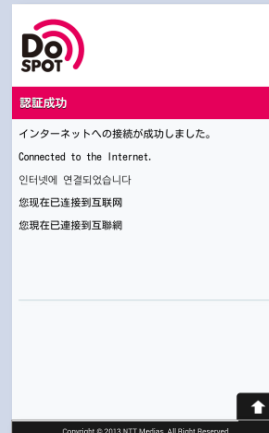 Do
SPOT
認証成功
インターネットへの接続が成功しました。
Connected to the Internet.
인터넷에 연결되었습니다
您现在已连接到互联网
您現在已連接到互聯網
Copyright © 2013 NTT Medias. All Right Reserved